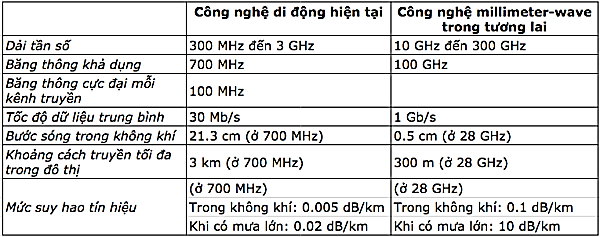 Công nghệ di động hiện tại
Công nghệ millimeter-wave
trong tương lai
Dải tần số
300 MHz đến 3 GHz
10 GHz đến 300 GHz
Băng thông khả dụng
700 MHz
100 GHz
Băng thông cực đại mỗi
kênh truyền
100 MHz
Tốc độ dữ liệu trung bình
30 Mb/s
1 Gb/s
Bước sóng trong không khí
21.3 cm (ở 700 MHz)
0.5 cm (ở 28 GHz)
Khoảng cách truyền tối đa
trong đô thị
3 km (ở 700 MHz)
300 m (ở 28 GHz)
Mức suy hao tín hiệu
(ở 700 MHz)
Trong không khí: 0.005 dB/km
Khi có mưa lớn: 0.02 dB/km
(ở 28 GHz)
Trong không khí: 0.1 dB/km
Khi có mưa lớn: 10 dB/km